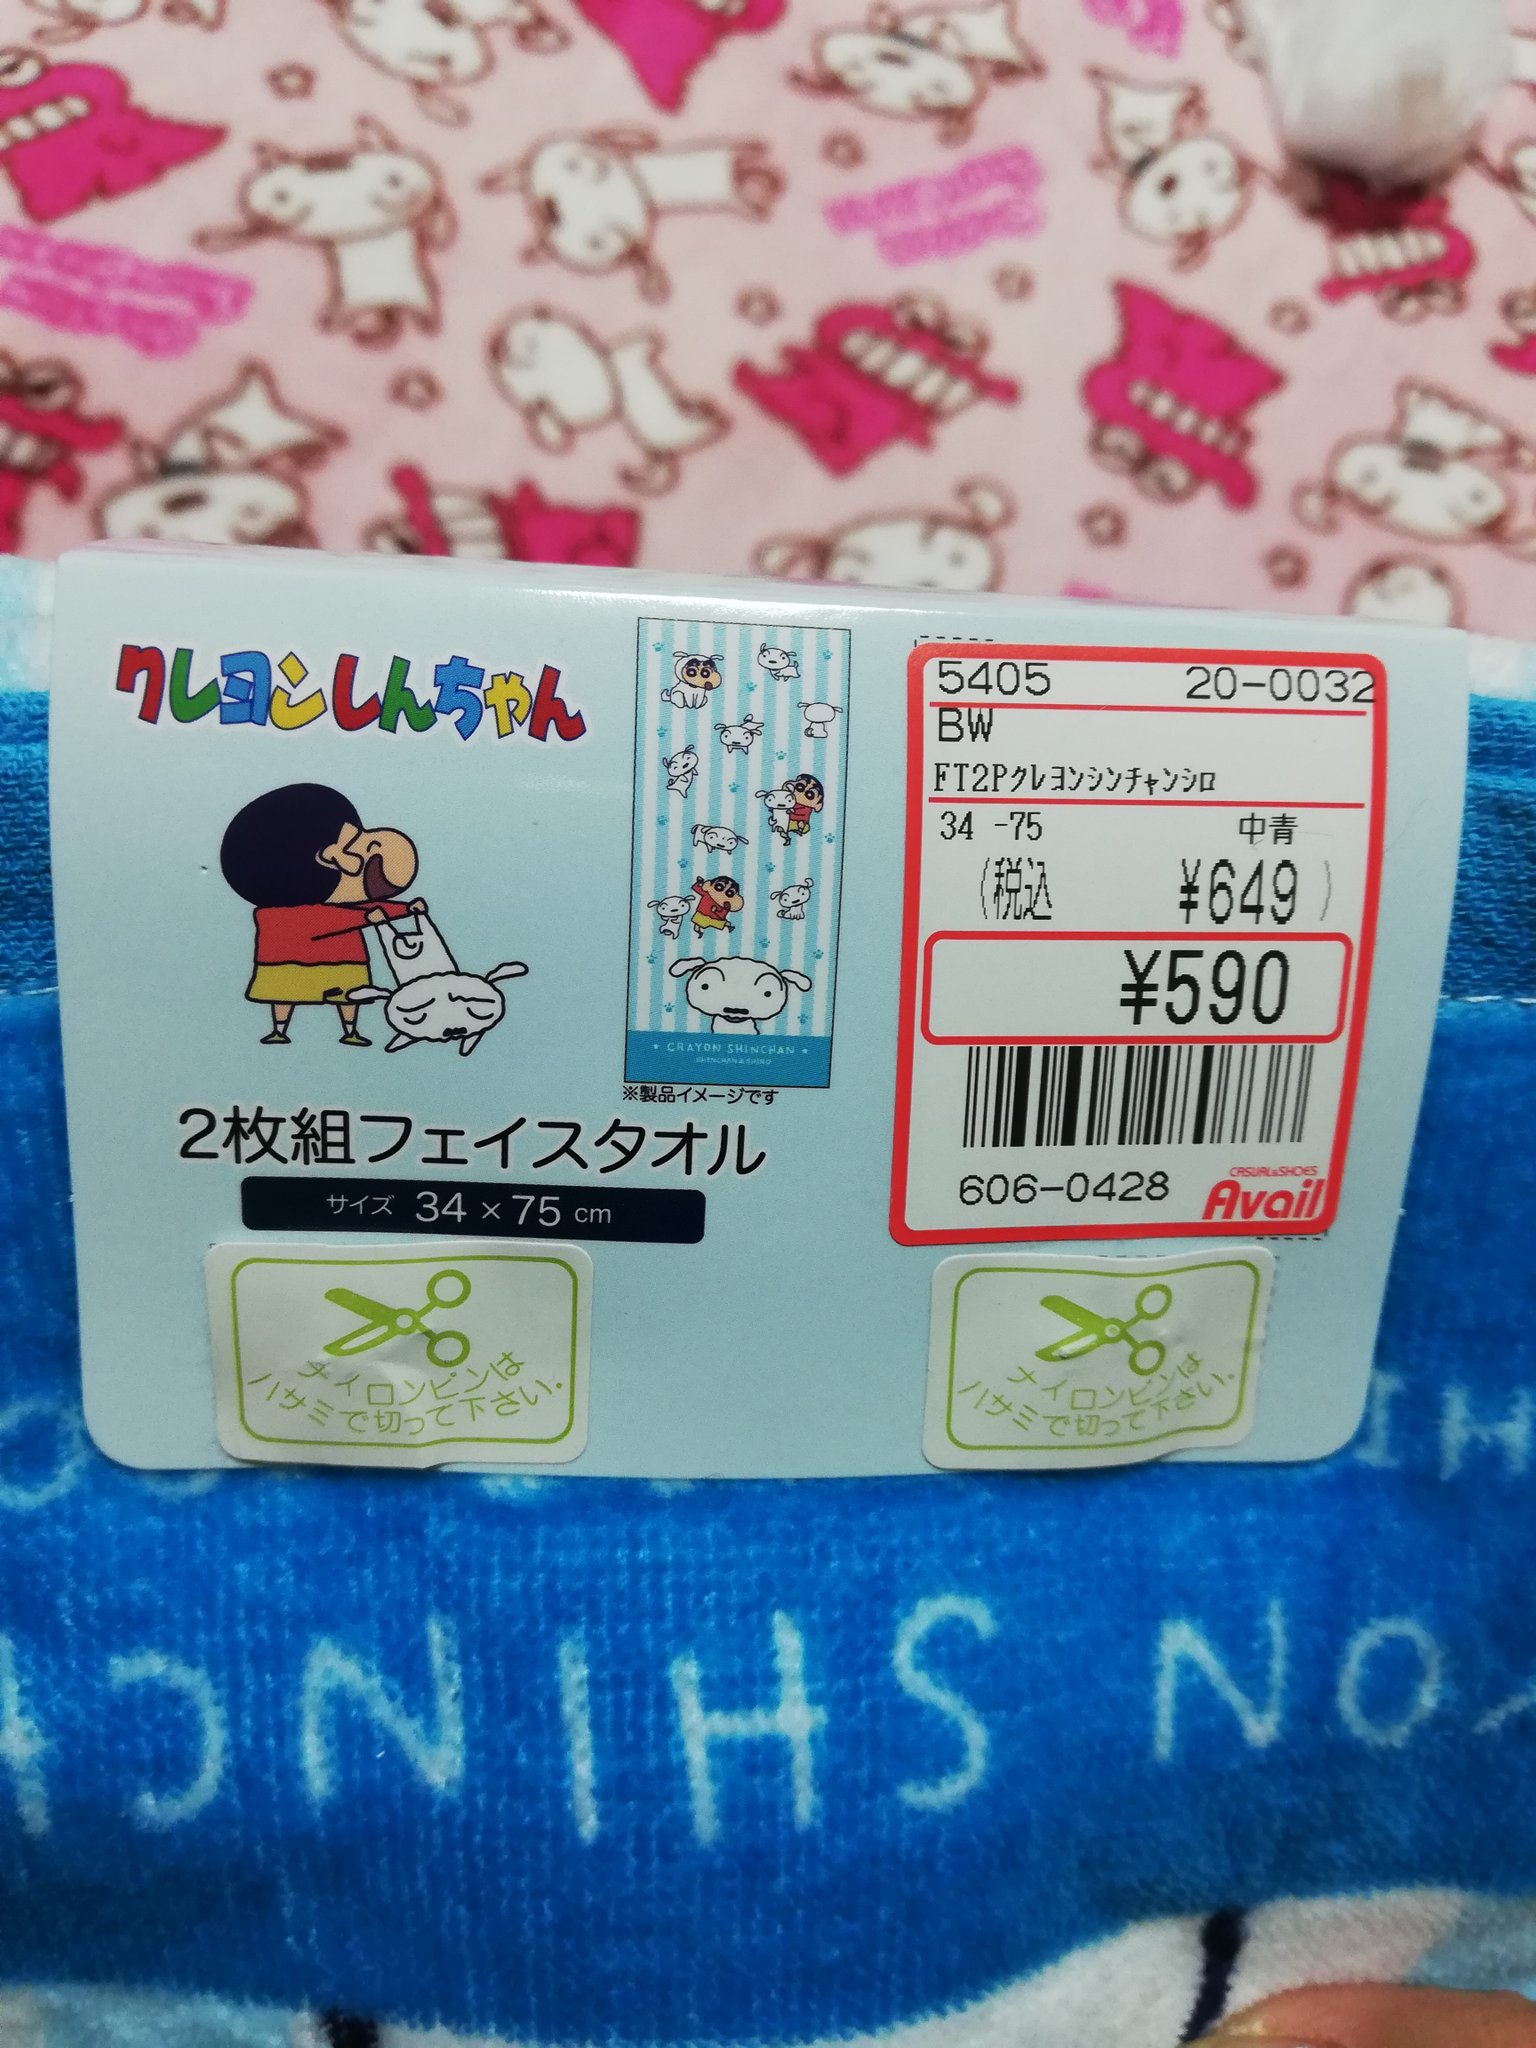 クレヨンしんちゃん
★ CRAYON SHINCHAN ★
SHINCHAN & SHIRO
※製品イメージです
2枚組フェイスタオル
サイズ 34 × 75 cm
5405 20-0032
BW
FT2Pｸﾚﾖﾝｼﾝﾁｬﾝｼﾛ
34 -75 中青
(税込 ¥649)
¥590
606-0428
CASUAL&SHOES
Avail
ナイロンピンは
ハサミで切って下さい.
ナイロンピンは
ハサミで切って下さい.
ON SHINC